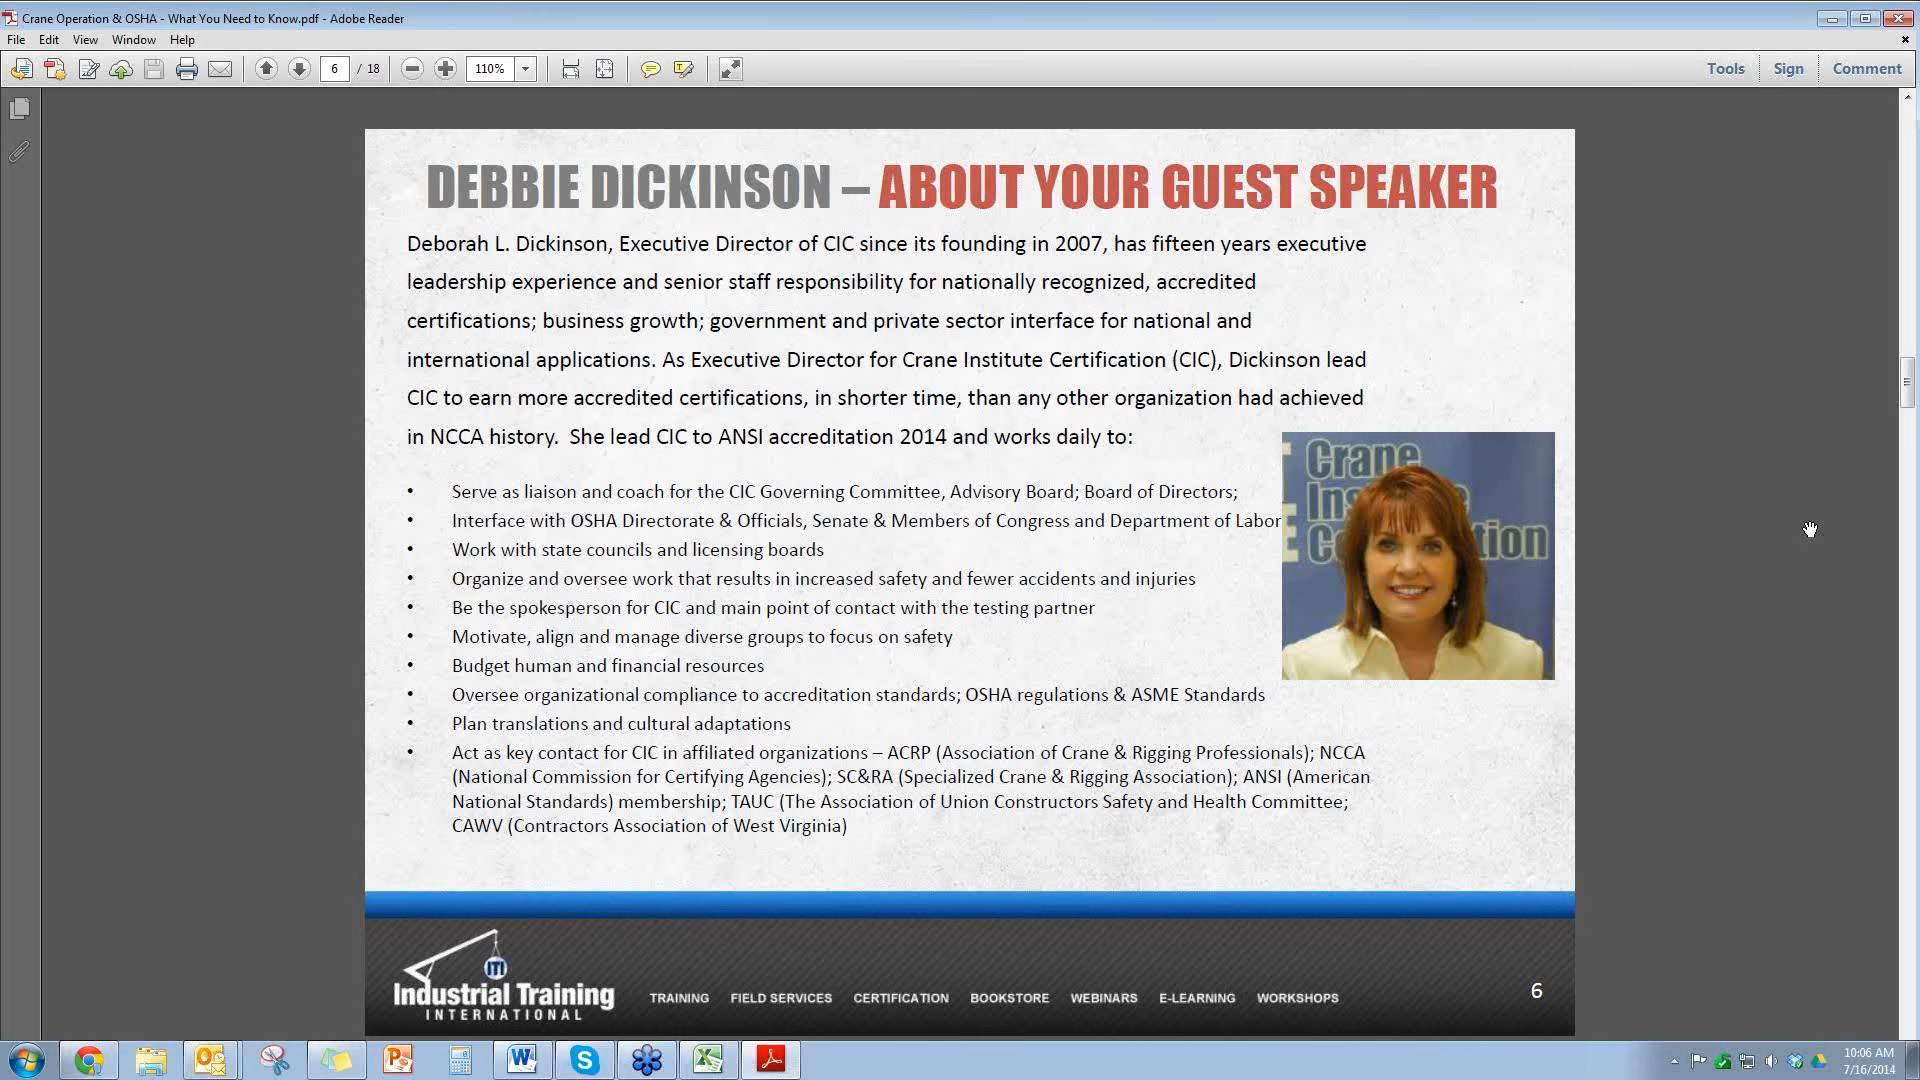 Crane Operation & OSHA - What You Need to Know.pdf - Adobe Reader
File Edit View Window Help
6 / 18 110% Tools Sign Comment
DEBBIE DICKINSON – ABOUT YOUR GUEST SPEAKER
Deborah L. Dickinson, Executive Director of CIC since its founding in 2007, has fifteen years executive
leadership experience and senior staff responsibility for nationally recognized, accredited
certifications; business growth; government and private sector interface for national and
international applications. As Executive Director for Crane Institute Certification (CIC), Dickinson lead
CIC to earn more accredited certifications, in shorter time, than any other organization had achieved
in NCCA history. She lead CIC to ANSI accreditation 2014 and works daily to:
• Serve as liaison and coach for the CIC Governing Committee, Advisory Board; Board of Directors;
• Interface with OSHA Directorate & Officials, Senate & Members of Congress and Department of Labor
• Work with state councils and licensing boards
• Organize and oversee work that results in increased safety and fewer accidents and injuries
• Be the spokesperson for CIC and main point of contact with the testing partner
• Motivate, align and manage diverse groups to focus on safety
• Budget human and financial resources
• Oversee organizational compliance to accreditation standards; OSHA regulations & ASME Standards
• Plan translations and cultural adaptations
• Act as key contact for CIC in affiliated organizations – ACRP (Association of Crane & Rigging Professionals); NCCA
(National Commission for Certifying Agencies); SC&RA (Specialized Crane & Rigging Association); ANSI (American
National Standards) membership; TAUC (The Association of Union Constructors Safety and Health Committee;
CAWV (Contractors Association of West Virginia)
Crane
ITI
Industrial Training
INTERNATIONAL
TRAINING FIELD SERVICES CERTIFICATION BOOKSTORE WEBINARS E-LEARNING WORKSHOPS
6
10:06 AM
7/16/2014